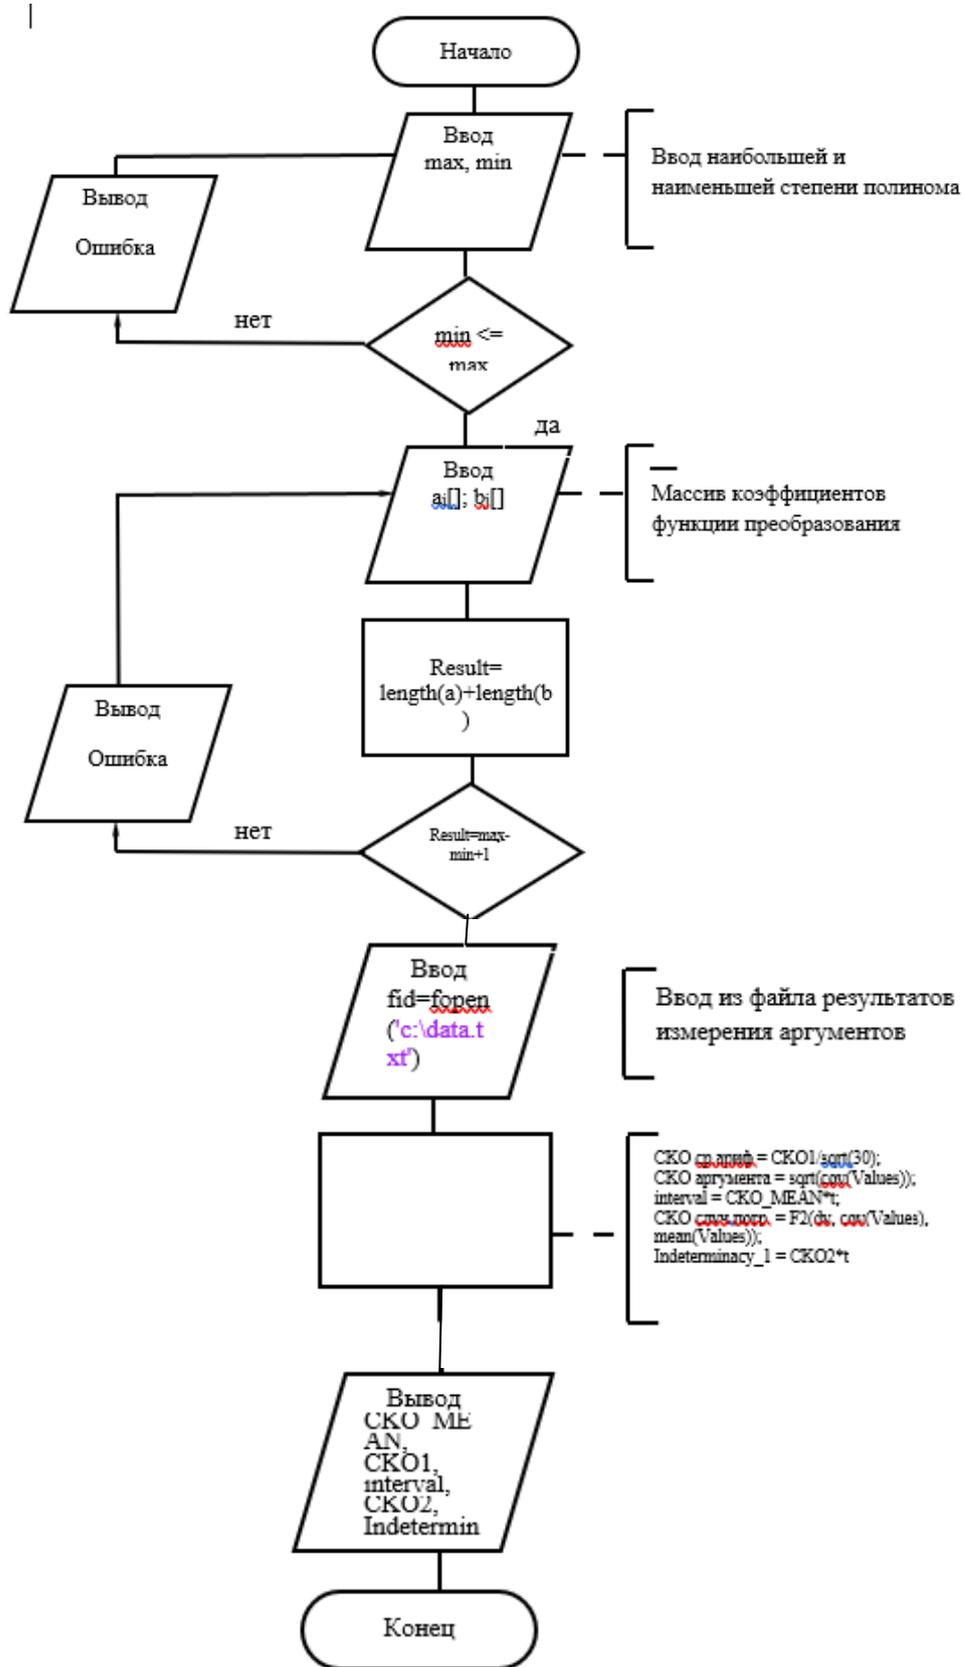 Начало
Ввод
max, min
Ввод наибольшей и
наименьшей степени полинома
Вывод
Ошибка
нет
min <=
max
да
Ввод
ai[]; bi[]
Массив коэффициентов
функции преобразования
Result=
length(a)+length(b
)
Вывод
Ошибка
нет
Result=max-
min+1
Ввод
fid=fopen
('c:\data.t
xt')
Ввод из файла результатов
измерения аргументов
СКО ср.ариф = CKO1/sqrt(30);
СКО аргумента = sqrt(cov(Values));
interval = CKO_MEAN*t;
СКО случ.погр. = F2(dy, cov(Values),
mean(Values));
Indeterminacy_1 = CKO2*t
Вывод
CKO_ME
AN,
CKO1,
interval,
CKO2,
Indetermin
Конец